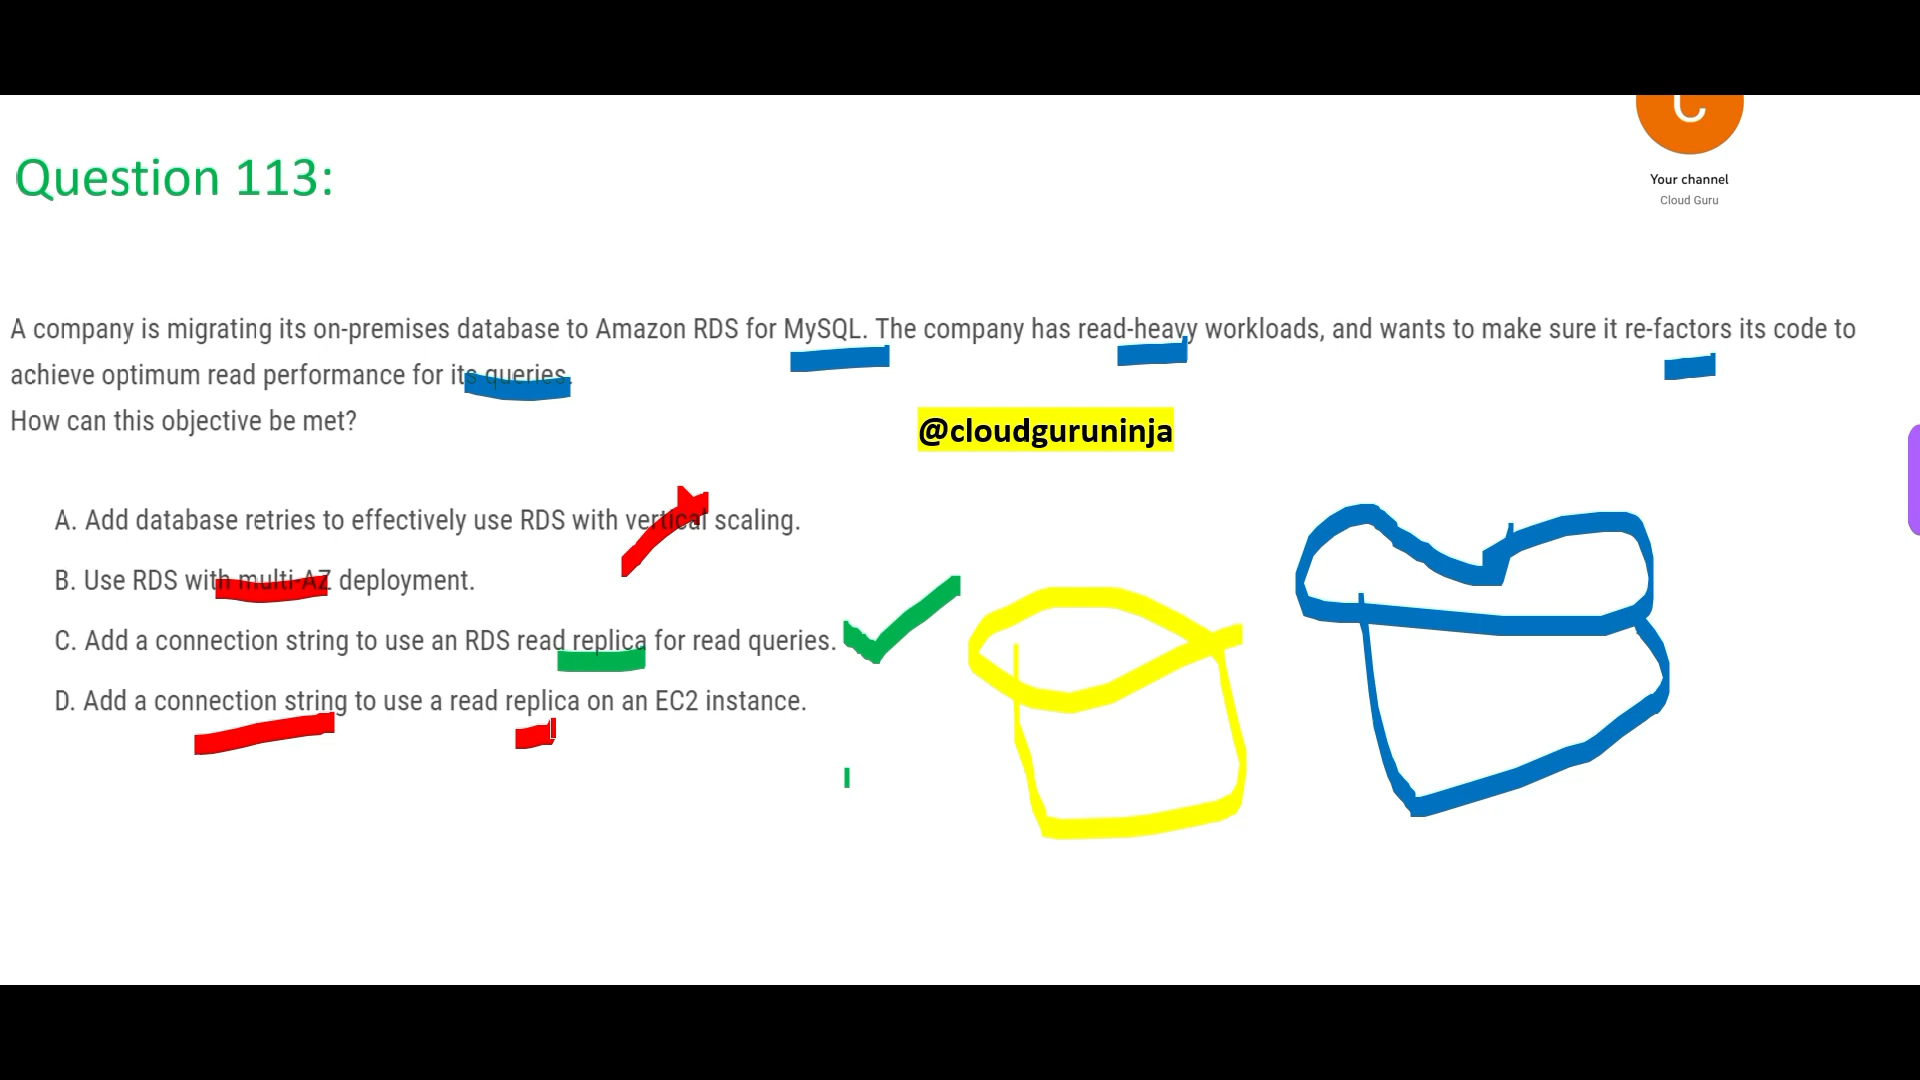 C
Your channel
Cloud Guru
Question 113:
A company is migrating its on-premises database to Amazon RDS for MySQL. The company has read-heavy workloads, and wants to make sure it re-factors its code to
achieve optimum read performance for its queries.
How can this objective be met?
@cloudguruninja
A. Add database retries to effectively use RDS with vertical scaling.
B. Use RDS with multi-AZ deployment.
C. Add a connection string to use an RDS read replica for read queries.
D. Add a connection string to use a read replica on an EC2 instance.